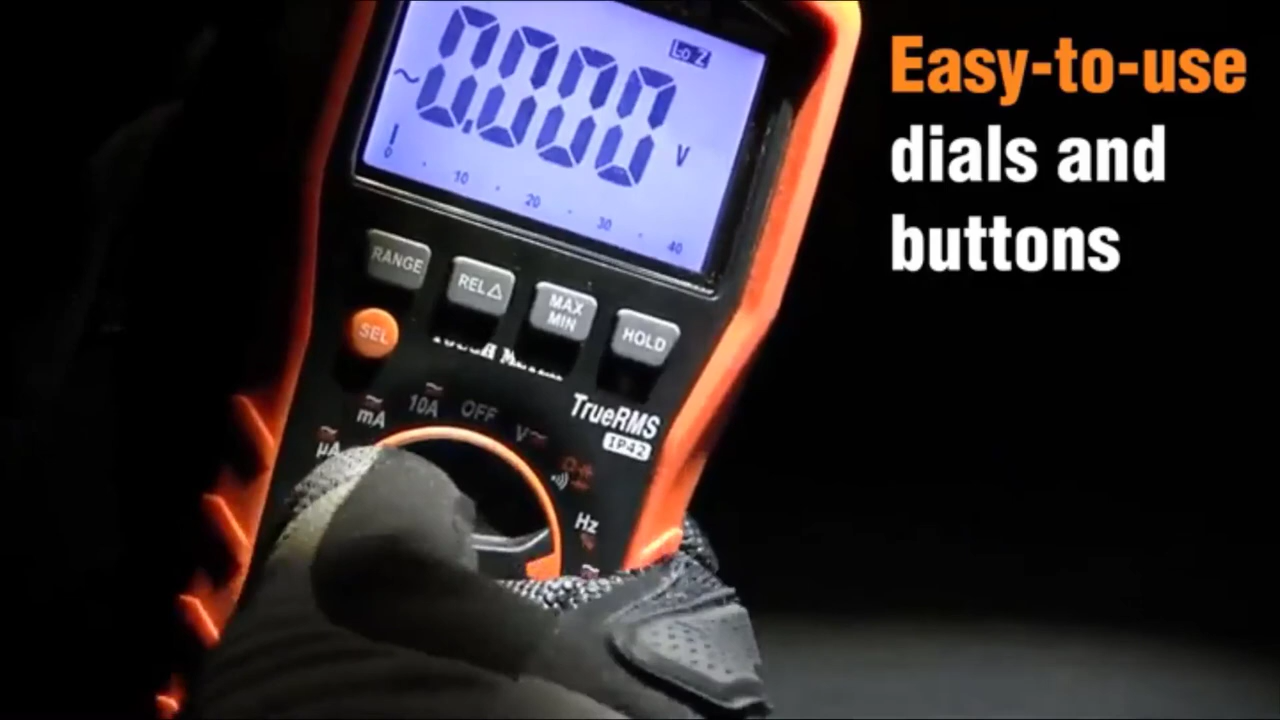 Easy-to-use
dials and
buttons
Lo Z
~ 0.000 V
0 10 20 30 40
RANGE
REL△
MAX
MIN
HOLD
SEL
TrueRMS
IP42
µA
mA
10A
OFF
V
Hz